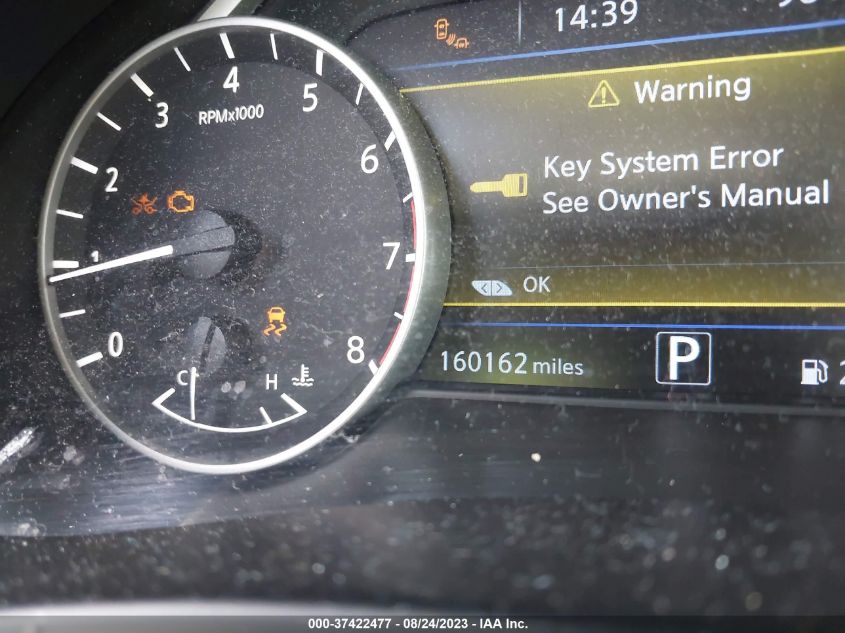 14:39
Warning
Key System Error
See Owner's Manual
OK
160162 miles
P
0
1
2
3
4
5
6
7
8
RPMx1000
C
H
000-37422477 - 08/24/2023 - IAA Inc.